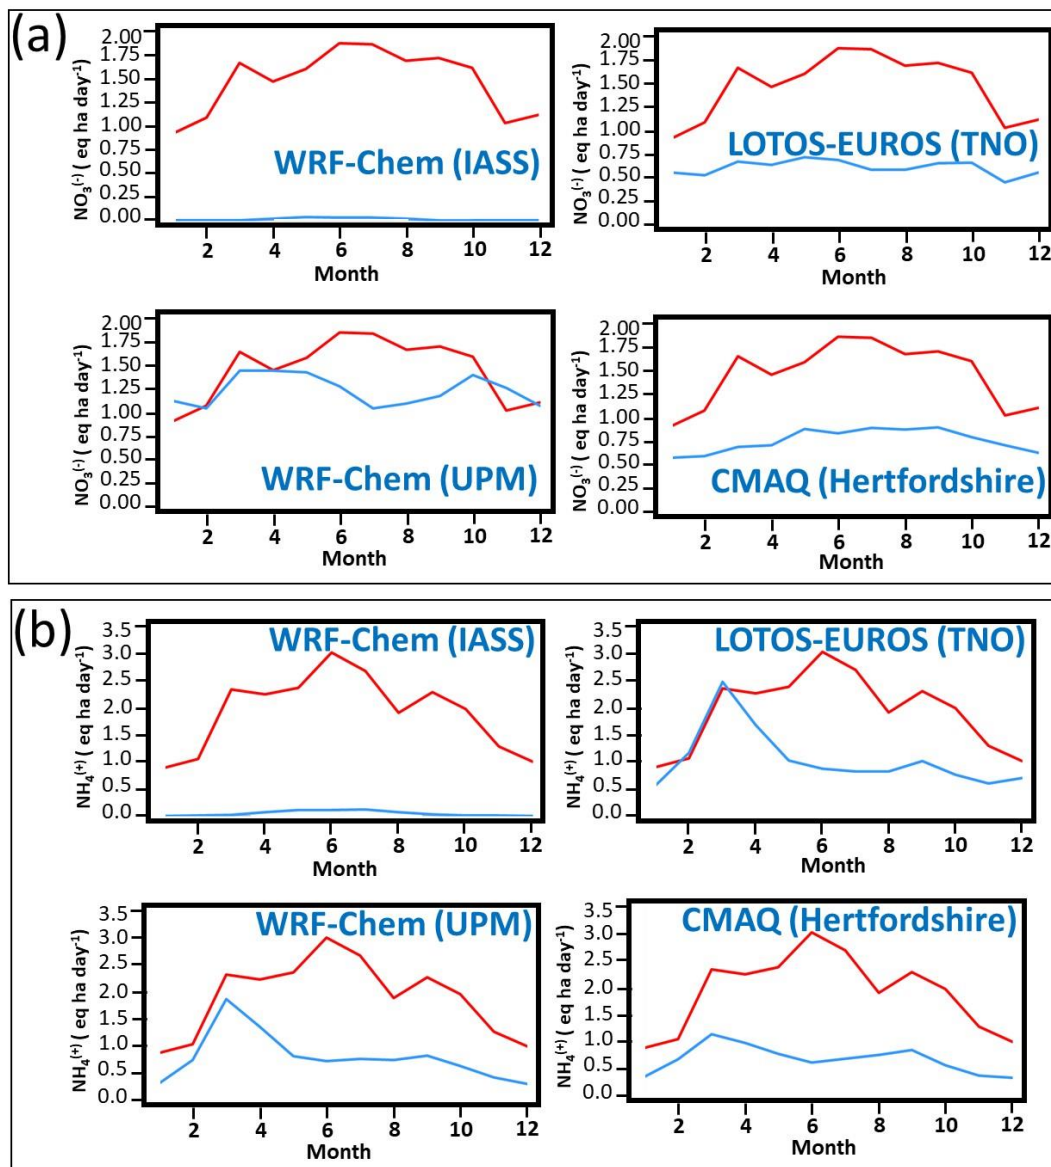 (a)
NO₃⁽⁻⁾ ( eq ha day⁻¹)
2.00
1.75
1.50
1.25
1.00
0.75
0.50
0.25
0.00
WRF-Chem (IASS)
2 4 6 8 10 12
Month
NO₃⁽⁻⁾ ( eq ha day⁻¹)
2.00
1.75
1.50
1.25
1.00
0.75
0.50
0.25
0.00
LOTOS-EUROS (TNO)
2 4 6 8 10 12
Month
NO₃⁽⁻⁾ ( eq ha day⁻¹)
2.00
1.75
1.50
1.25
1.00
0.75
0.50
0.25
0.00
WRF-Chem (UPM)
2 4 6 8 10 12
Month
NO₃⁽⁻⁾ ( eq ha day⁻¹)
2.00
1.75
1.50
1.25
1.00
0.75
0.50
0.25
0.00
CMAQ (Hertfordshire)
2 4 6 8 10 12
Month
(b)
NH₄⁽⁺⁾ ( eq ha day⁻¹)
3.5
3.0
2.5
2.0
1.5
1.0
0.5
0.0
WRF-Chem (IASS)
2 4 6 8 10 12
Month
NH₄⁽⁺⁾ ( eq ha day⁻¹)
3.5
3.0
2.5
2.0
1.5
1.0
0.5
0.0
LOTOS-EUROS (TNO)
2 4 6 8 10 12
Month
NH₄⁽⁺⁾ ( eq ha day⁻¹)
3.5
3.0
2.5
2.0
1.5
1.0
0.5
0.0
WRF-Chem (UPM)
2 4 6 8 10 12
Month
NH₄⁽⁺⁾ ( eq ha day⁻¹)
3.5
3.0
2.5
2.0
1.5
1.0
0.5
0.0
CMAQ (Hertfordshire)
2 4 6 8 10 12
Month